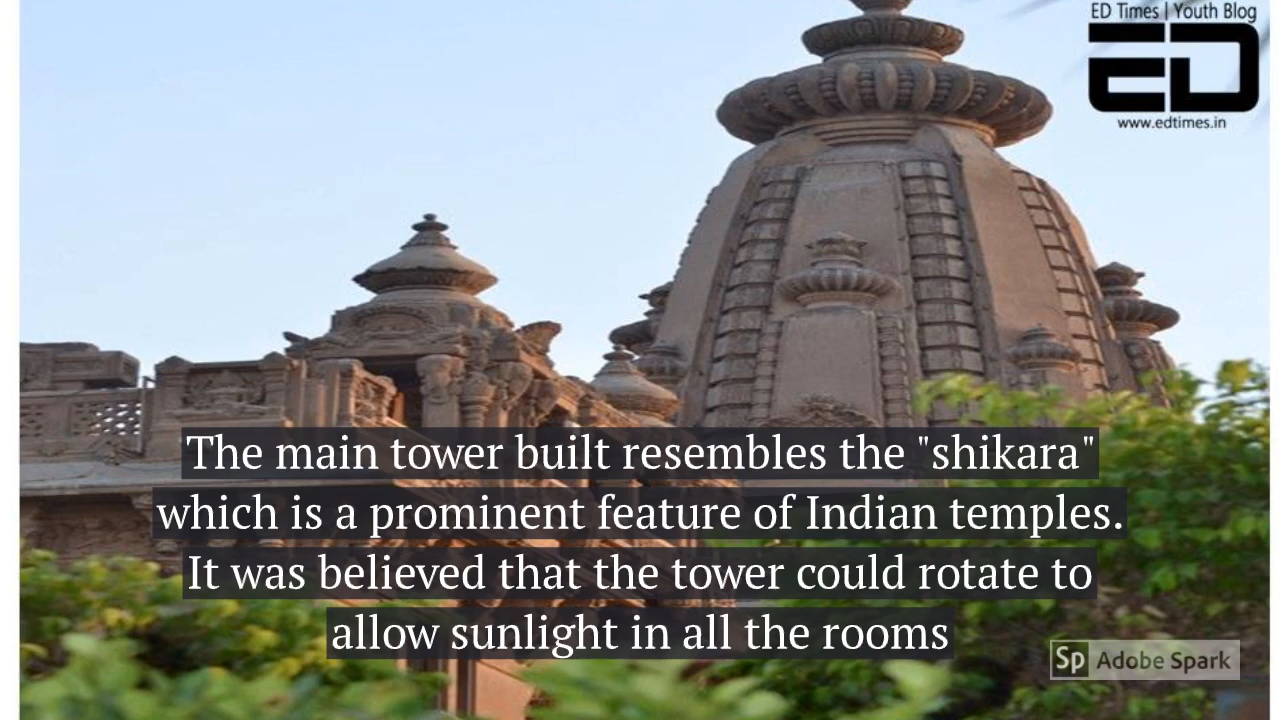 ED Times | Youth Blog
ED
www.edtimes.in
The main tower built resembles the "shikara"
which is a prominent feature of Indian temples.
It was believed that the tower could rotate to
allow sunlight in all the rooms
Sp Adobe Spark